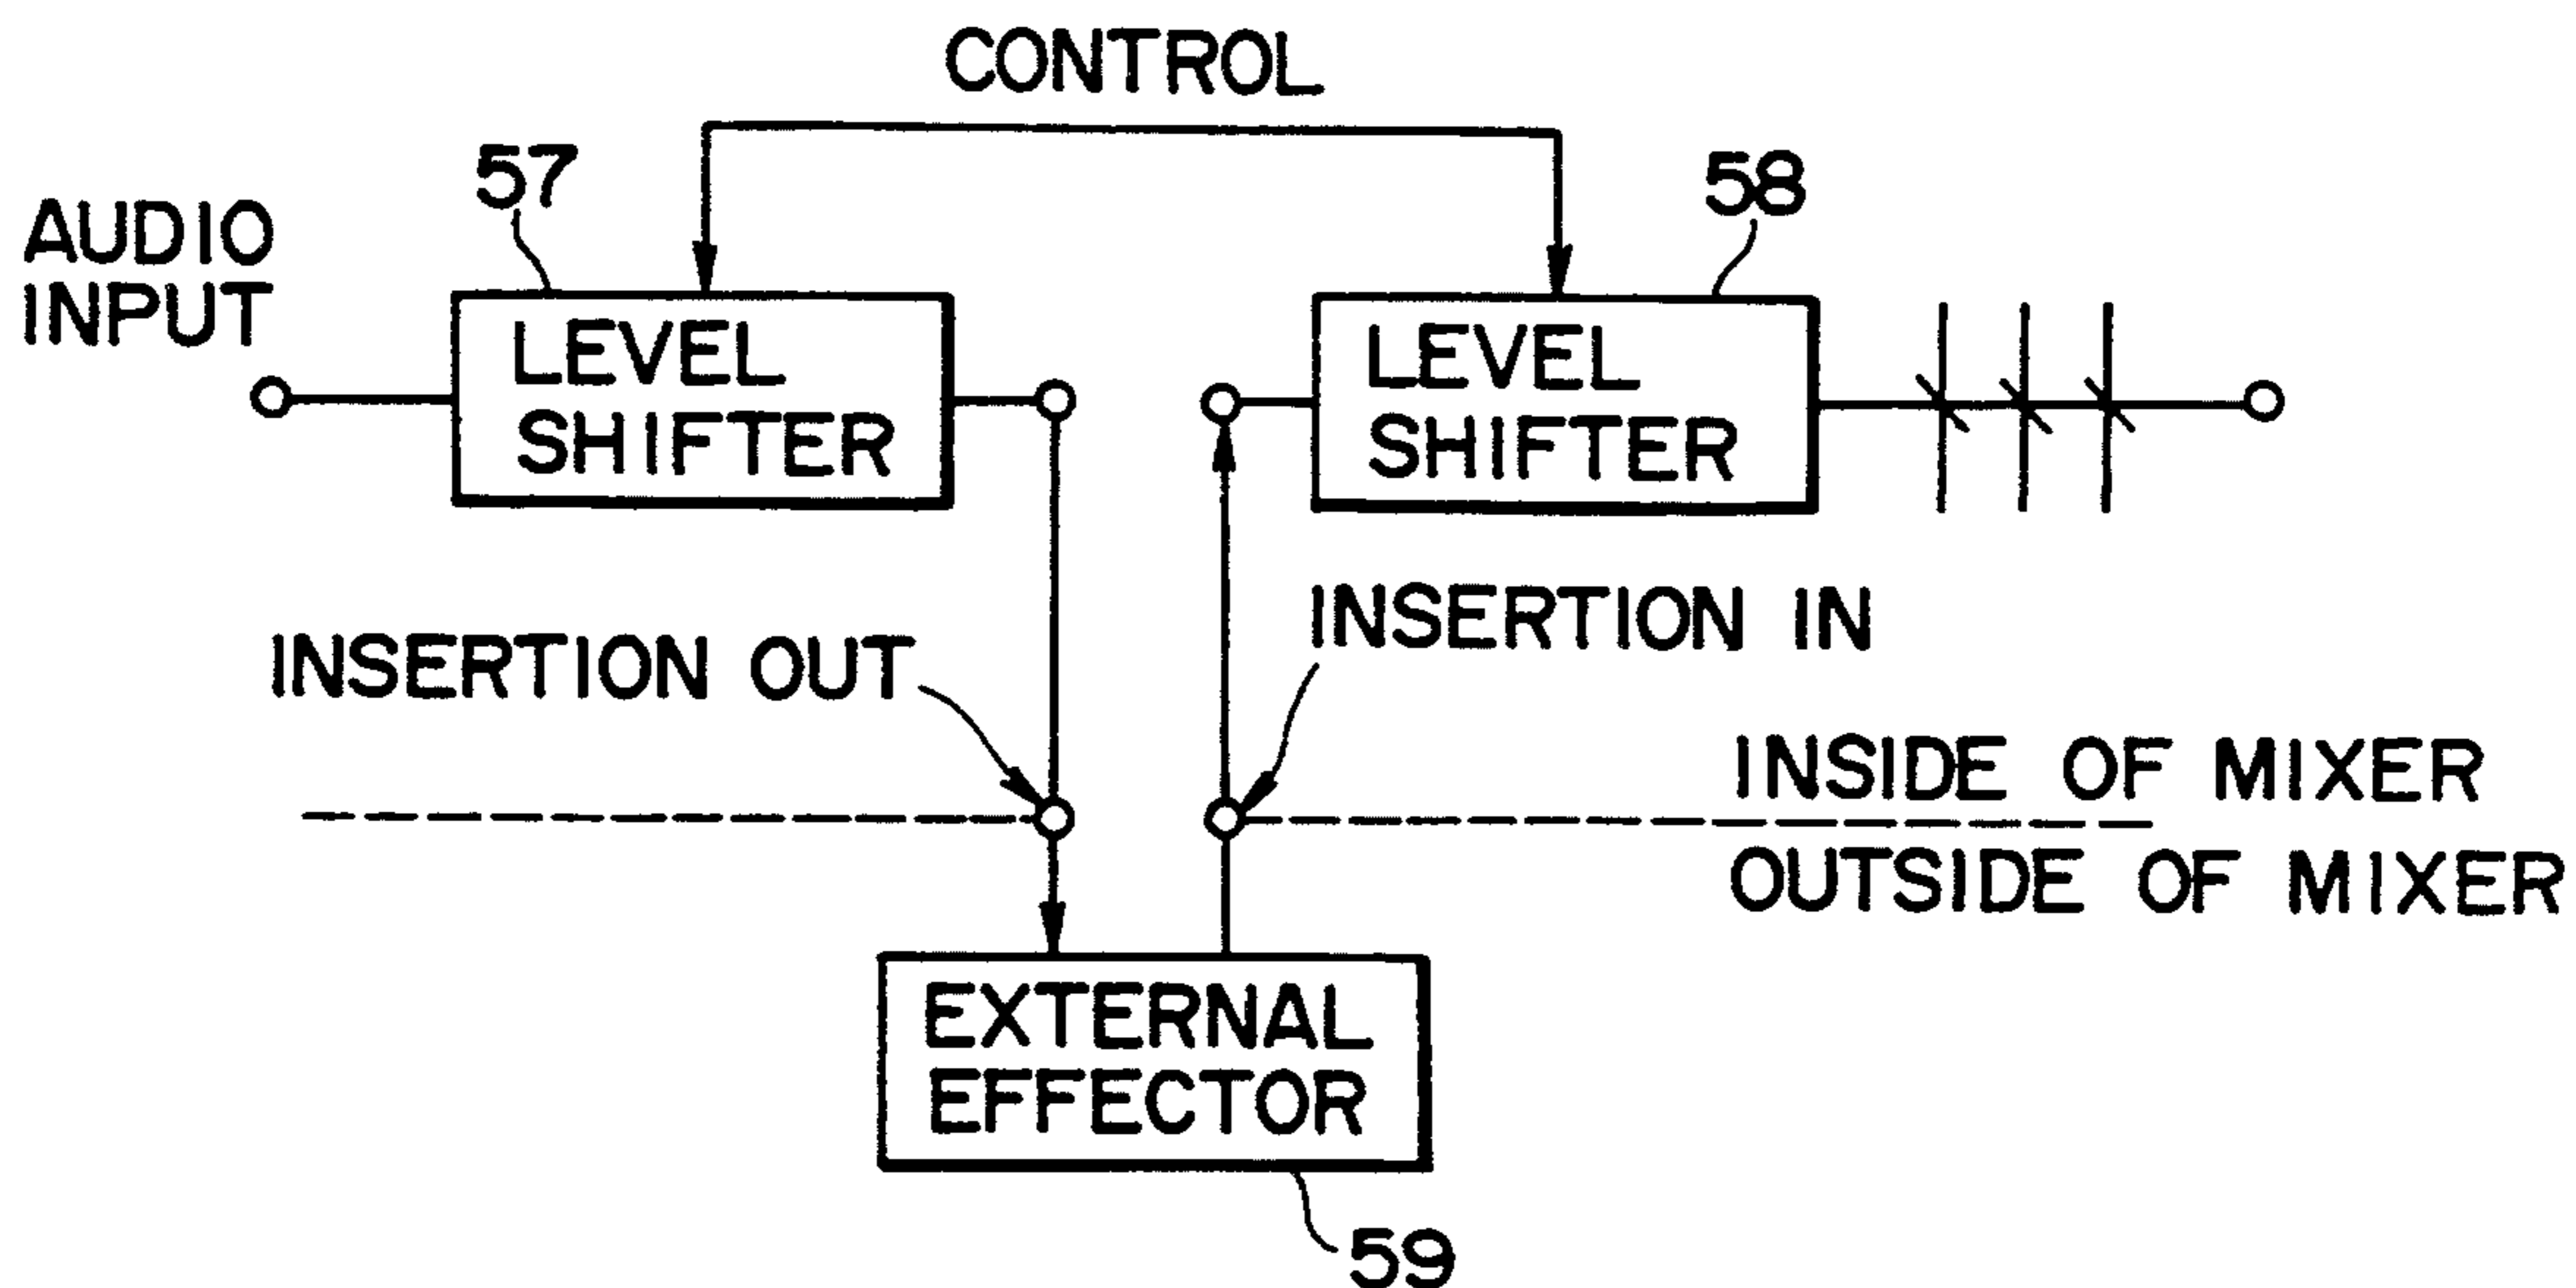 CONTROL
57
58
AUDIO
INPUT
LEVEL
SHIFTER
LEVEL
SHIFTER
INSERTION OUT
INSERTION IN
INSIDE OF MIXER
OUTSIDE OF MIXER
EXTERNAL
EFFECTOR
59